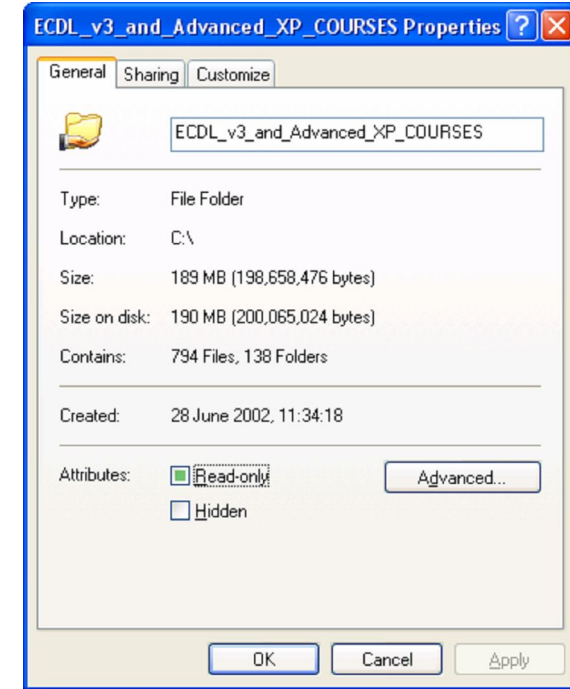 ECDL_v3_and_Advanced_XP_COURSES Properties
General Sharing Customize
ECDL_v3_and_Advanced_XP_COURSES
Type: File Folder
Location: C:\
Size: 189 MB (198,658,476 bytes)
Size on disk: 190 MB (200,065,024 bytes)
Contains: 794 Files, 138 Folders
Created: 28 June 2002, 11:34:18
Attributes: Read-only Advanced...
Hidden
OK Cancel Apply